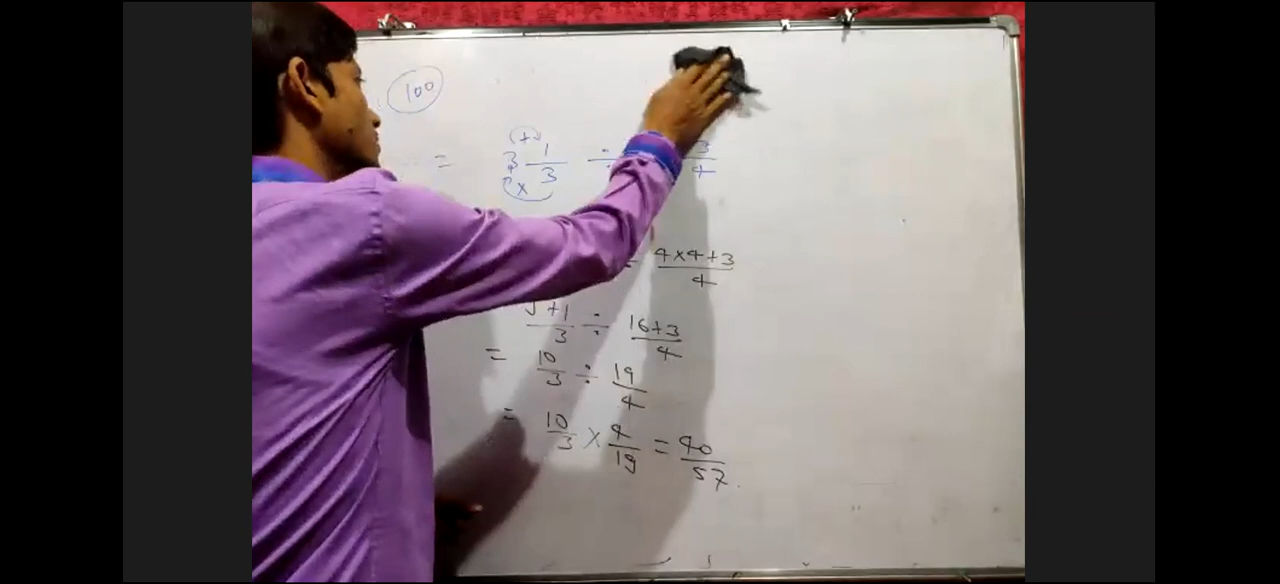 100
= 3 1/3 ÷ 3/4
= 4×4+3/4
+1/3 ÷ 16+3/4
= 10/3 ÷ 19/4
= 10/3 × 4/19 = 40/57